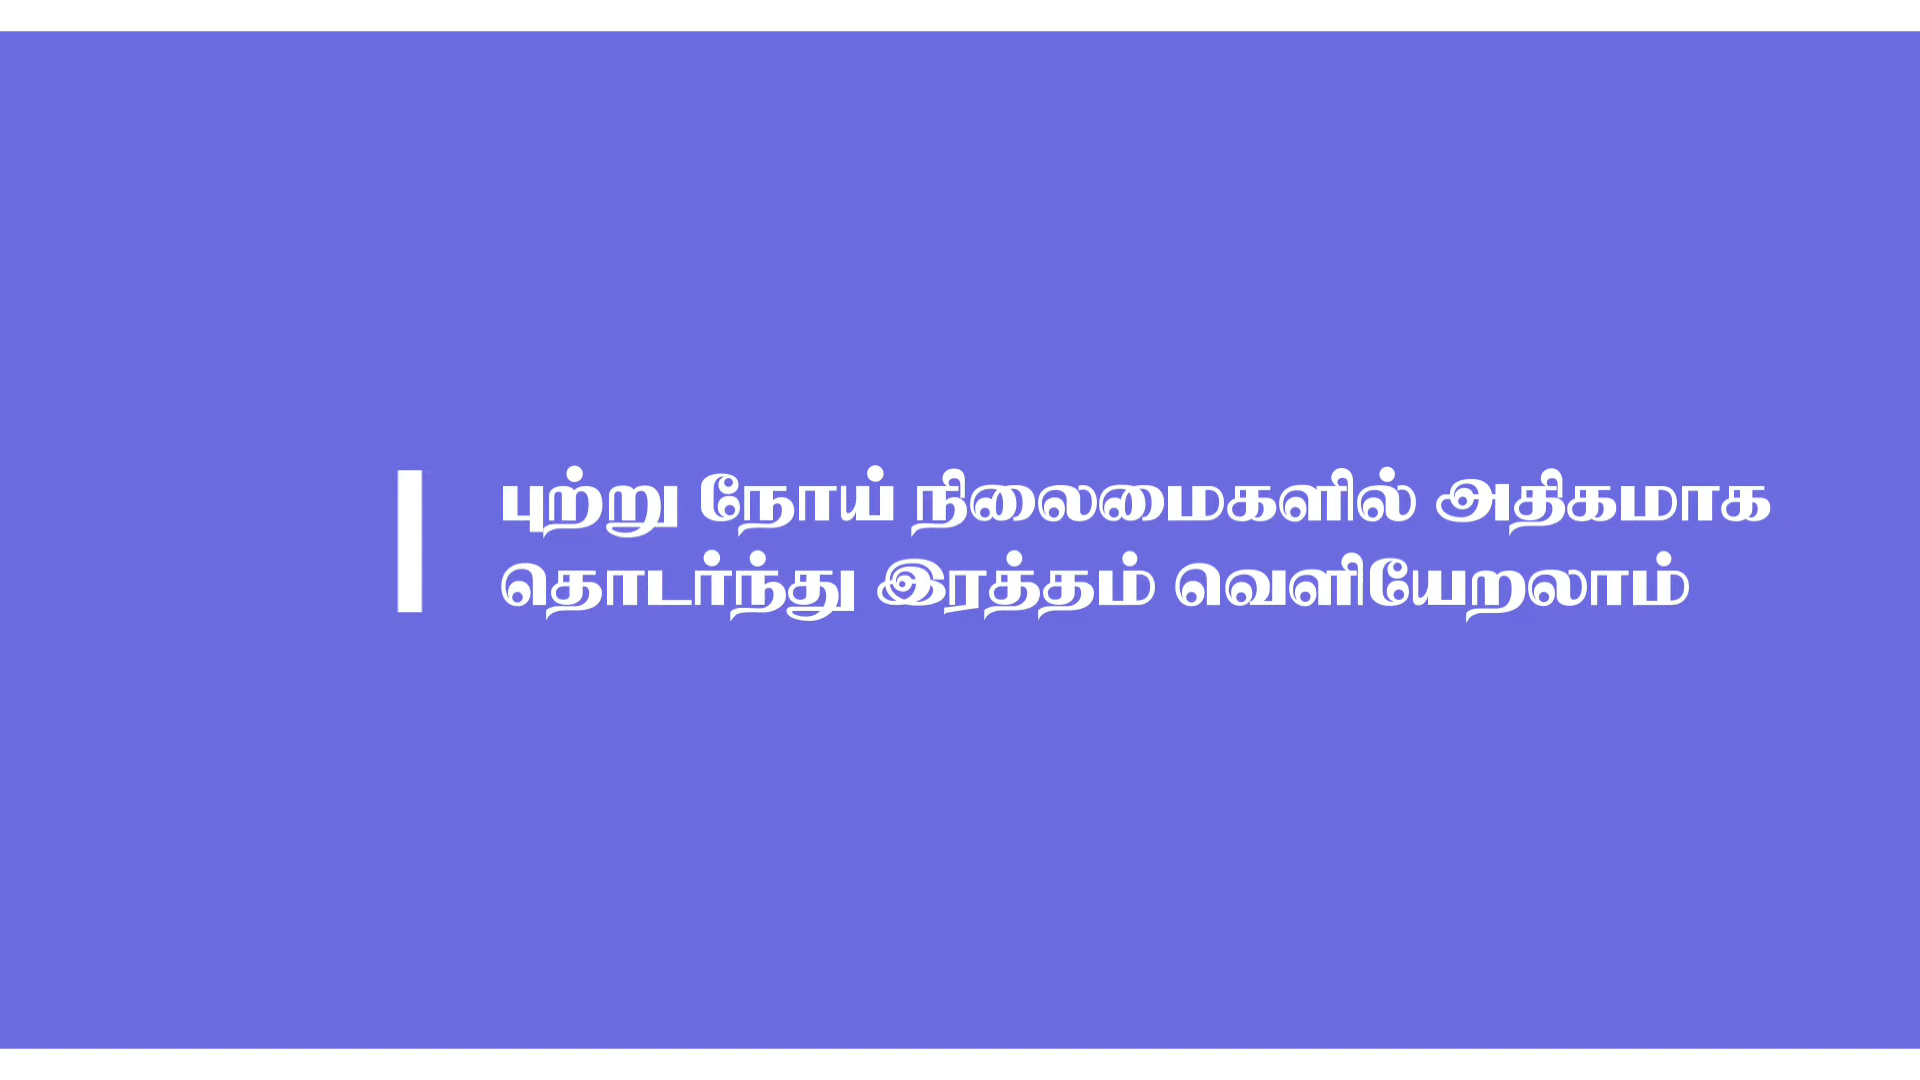 புற்று நோய் நிலைமைகளில் அதிகமாக
தொடர்ந்து இரத்தம் வெளியேறலாம்